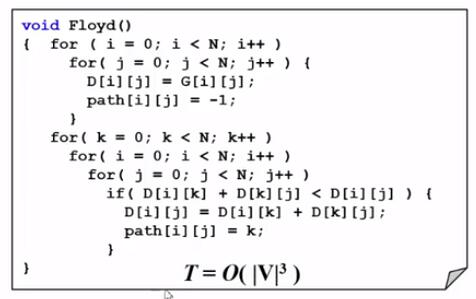 void Floyd()
{ for ( i = 0; i < N; i++ )
for( j = 0; j < N; j++ ) {
D[i][j] = G[i][j];
path[i][j] = -1;
}
for( k = 0; k < N; k++ )
for( i = 0; i < N; i++ )
for( j = 0; j < N; j++ )
if( D[i][k] + D[k][j] < D[i][j] ) {
D[i][j] = D[i][k] + D[k][j];
path[i][j] = k;
}
}
T = O( |V|³ )